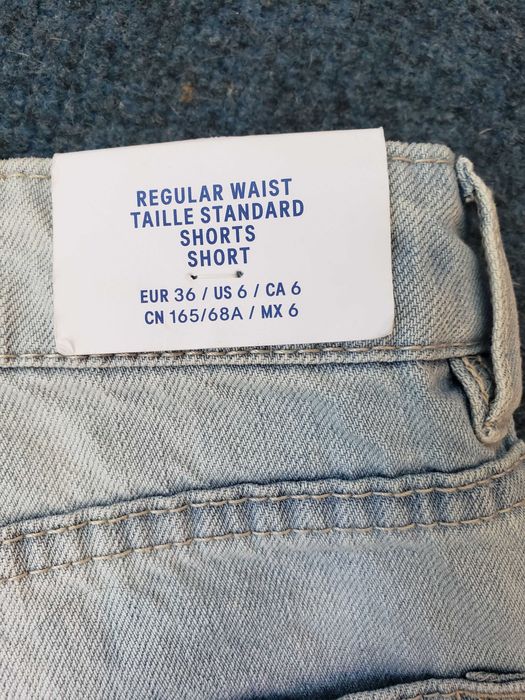 REGULAR WAIST
TAILLE STANDARD
SHORTS
SHORT
EUR 36 / US 6 / CA 6
CN 165/68A / MX 6